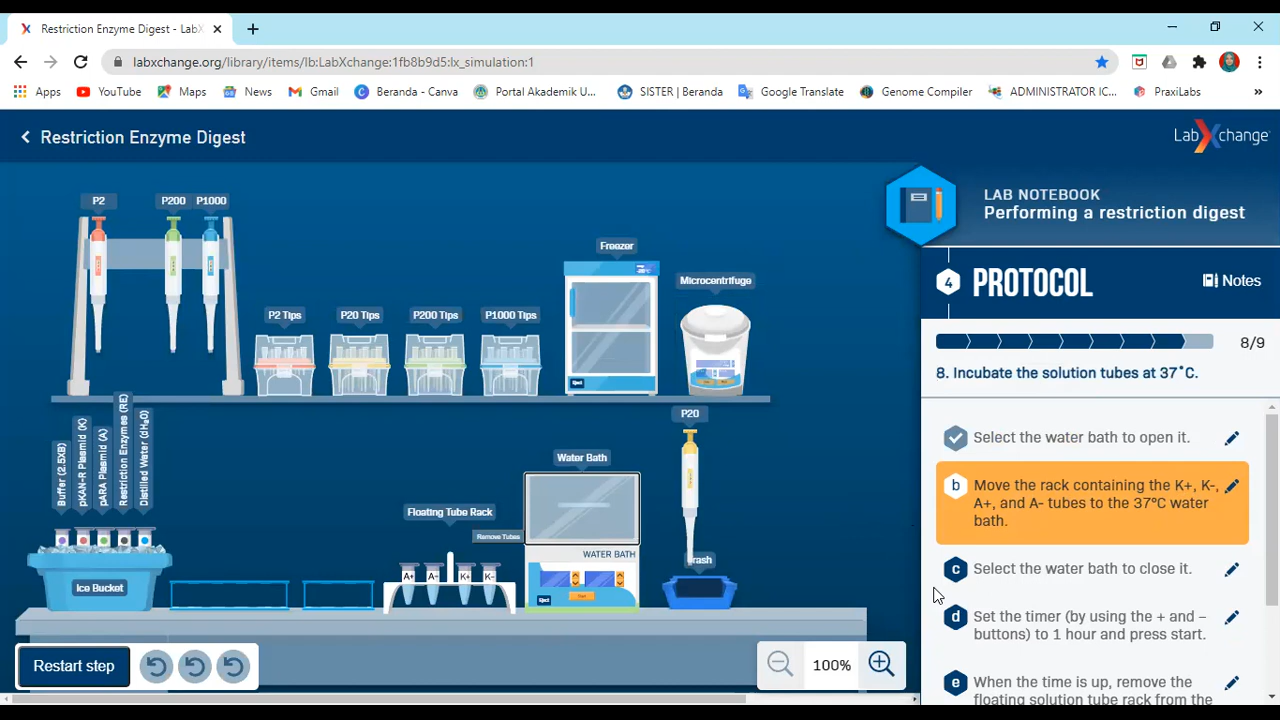 Restriction Enzyme Digest - LabX
labxchange.org/library/items/lb:LabXchange:1fb8b9d5:lx_simulation:1
Apps YouTube Maps News Gmail Beranda - Canva Portal Akademik U... SISTER | Beranda Google Translate Genome Compiler ADMINISTRATOR IC... PraxiLabs »
Restriction Enzyme Digest
LabXchange
LAB NOTEBOOK
Performing a restriction digest
4 PROTOCOL
Notes
8/9
8. Incubate the solution tubes at 37˚C.
Select the water bath to open it.
b Move the rack containing the K+, K-,
A+, and A- tubes to the 37ºC water
bath.
c Select the water bath to close it.
d Set the timer (by using the + and –
buttons) to 1 hour and press start.
e When the time is up, remove the
floating solution tube rack from the
P2 P200 P1000
Freezer
Microcentrifuge
P2 Tips P20 Tips P200 Tips P1000 Tips
Eject
P20
Buffer (2.5XB)
pKAN-R Plasmid (K)
pARA Plasmid (A)
Restriction Enzymes (RE)
Distilled Water (dH₂O)
Water Bath
Floating Tube Rack
Remove Tubes
WATER BATH
A+ A- K+ K-
Eject
Start
Ice Bucket
Restart step
100%